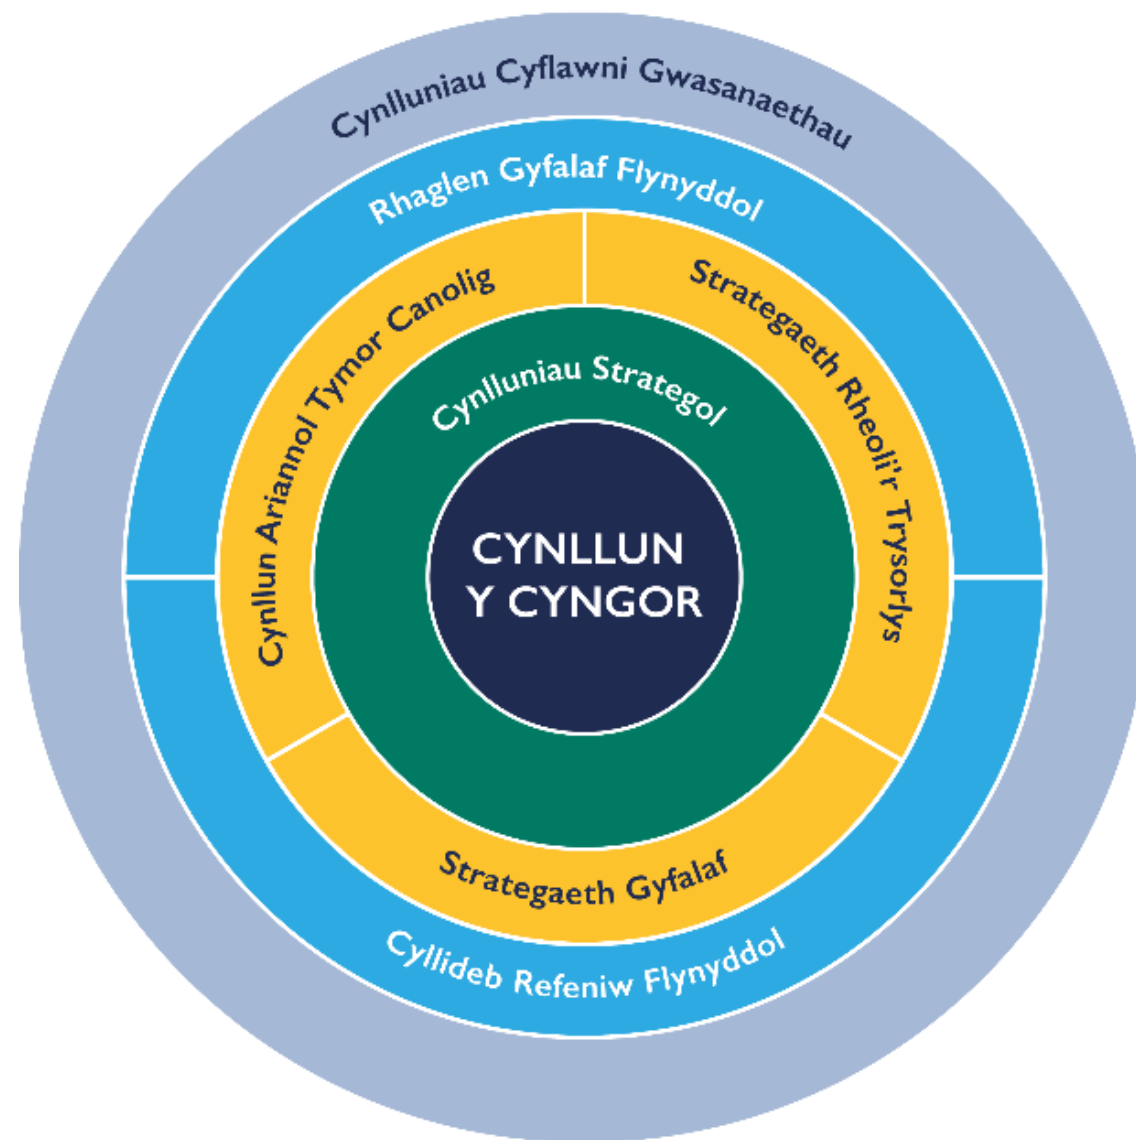 Cynlluniau Cyflawni Gwasanaethau
Rhaglen Gyfalaf Flynyddol
Cynllun Ariannol Tymor Canolig
Strategaeth Rheoli'r Trysorlys
Cynlluniau Strategol
CYNLLUN
Y CYNGOR
Strategaeth Gyfalaf
Cyllideb Refeniw Flynyddol